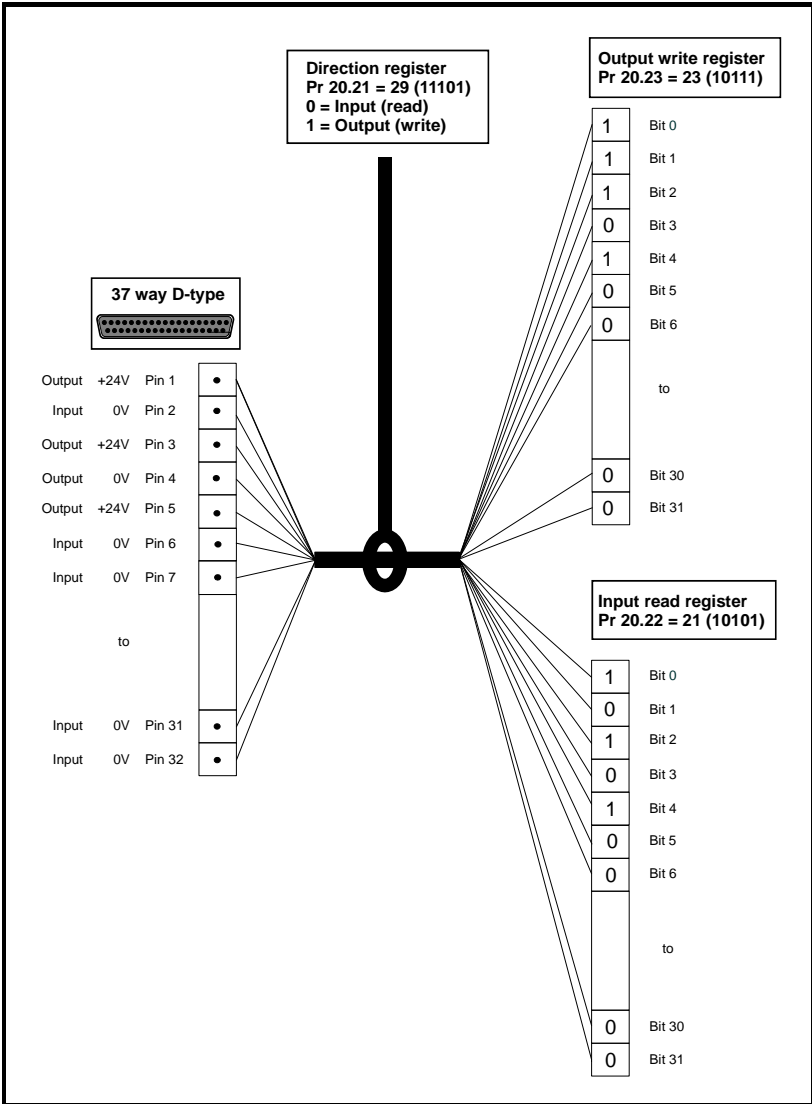 Direction register
Pr 20.21 = 29 (11101)
0 = Input (read)
1 = Output (write)
Output write register
Pr 20.23 = 23 (10111)
1 Bit 0
1 Bit 1
1 Bit 2
0 Bit 3
1 Bit 4
0 Bit 5
0 Bit 6
to
0 Bit 30
0 Bit 31
37 way D-type
Output +24V Pin 1
Input 0V Pin 2
Output +24V Pin 3
Output 0V Pin 4
Output +24V Pin 5
Input 0V Pin 6
Input 0V Pin 7
to
Input 0V Pin 31
Input 0V Pin 32
Input read register
Pr 20.22 = 21 (10101)
1 Bit 0
0 Bit 1
1 Bit 2
0 Bit 3
1 Bit 4
0 Bit 5
0 Bit 6
to
0 Bit 30
0 Bit 31